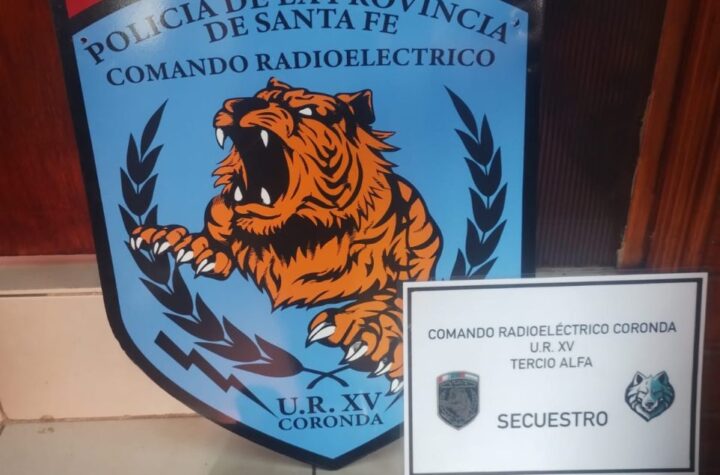 POLICIA DE LA PROVINCIA
DE SANTA FE
COMANDO RADIOELECTRICO
U.R. XV
CORONDA
COMANDO RADIOELÉCTRICO CORONDA
U.R. XV
TERCIO ALFA
SECUESTRO